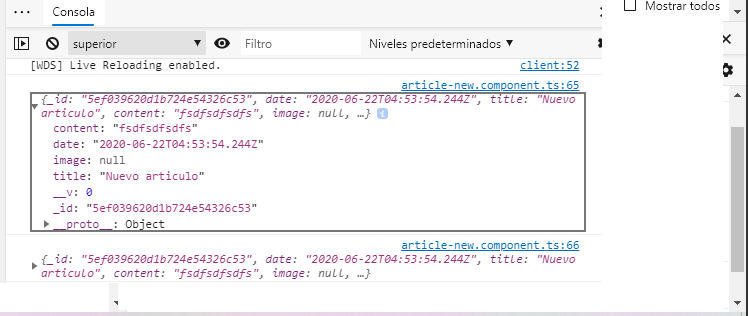 Consola
Mostrar todos
superior
Filtro
Niveles predeterminados
[WDS] Live Reloading enabled.
client:52
article-new.component.ts:65
{_id: "5ef039620d1b724e54326c53", date: "2020-06-22T04:53:54.244Z", title: "Nuevo
articulo", content: "fsdfsdfsdfs", image: null, …}
content: "fsdfsdfsdfs"
date: "2020-06-22T04:53:54.244Z"
image: null
title: "Nuevo articulo"
__v: 0
_id: "5ef039620d1b724e54326c53"
__proto__: Object
article-new.component.ts:66
{_id: "5ef039620d1b724e54326c53", date: "2020-06-22T04:53:54.244Z", title: "Nuevo
articulo", content: "fsdfsdfsdfs", image: null, …}